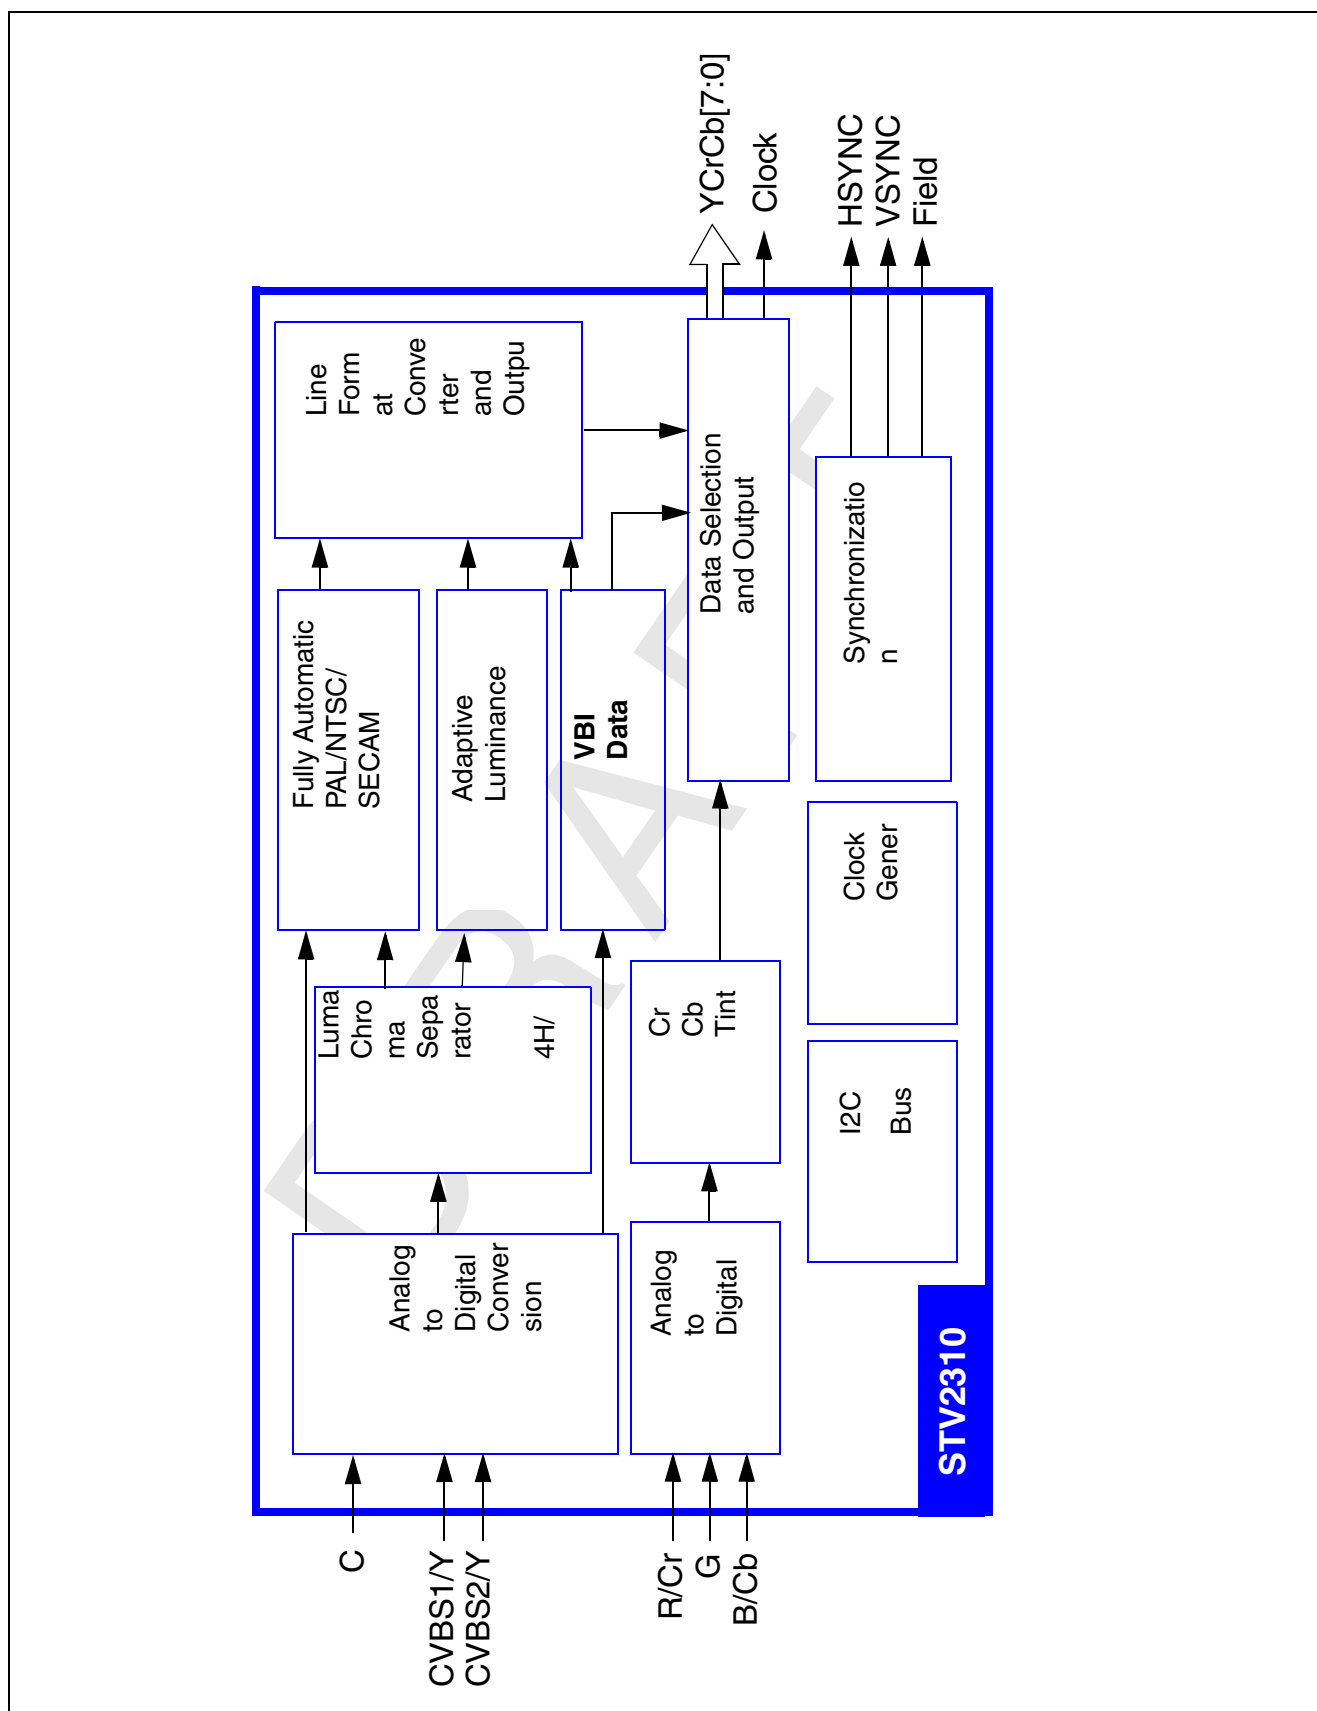 C
CVBS1/Y
CVBS2/Y
R/Cr
G
B/Cb
Analog
to
Digital
Conver
sion
Analog
to
Digital
Luma
Chro
ma
Sepa
rator
4H/
Cr
Cb
Tint
I2C
Bus
Fully Automatic
PAL/NTSC/
SECAM
Adaptive
Luminance
VBI
Data
Clock
Gener
Line
Form
at
Conve
rter
and
Outpu
Data Selection
and Output
Synchronizatio
n
YCrCb[7:0]
Clock
HSYNC
VSYNC
Field
STV2310
DRAFT